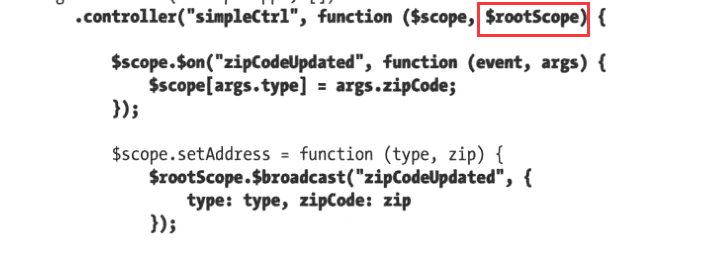 .controller("simpleCtrl", function ($scope, $rootScope) {
$scope.$on("zipCodeUpdated", function (event, args) {
$scope[args.type] = args.zipCode;
});
$scope.setAddress = function (type, zip) {
$rootScope.$broadcast("zipCodeUpdated", {
type: type, zipCode: zip
});